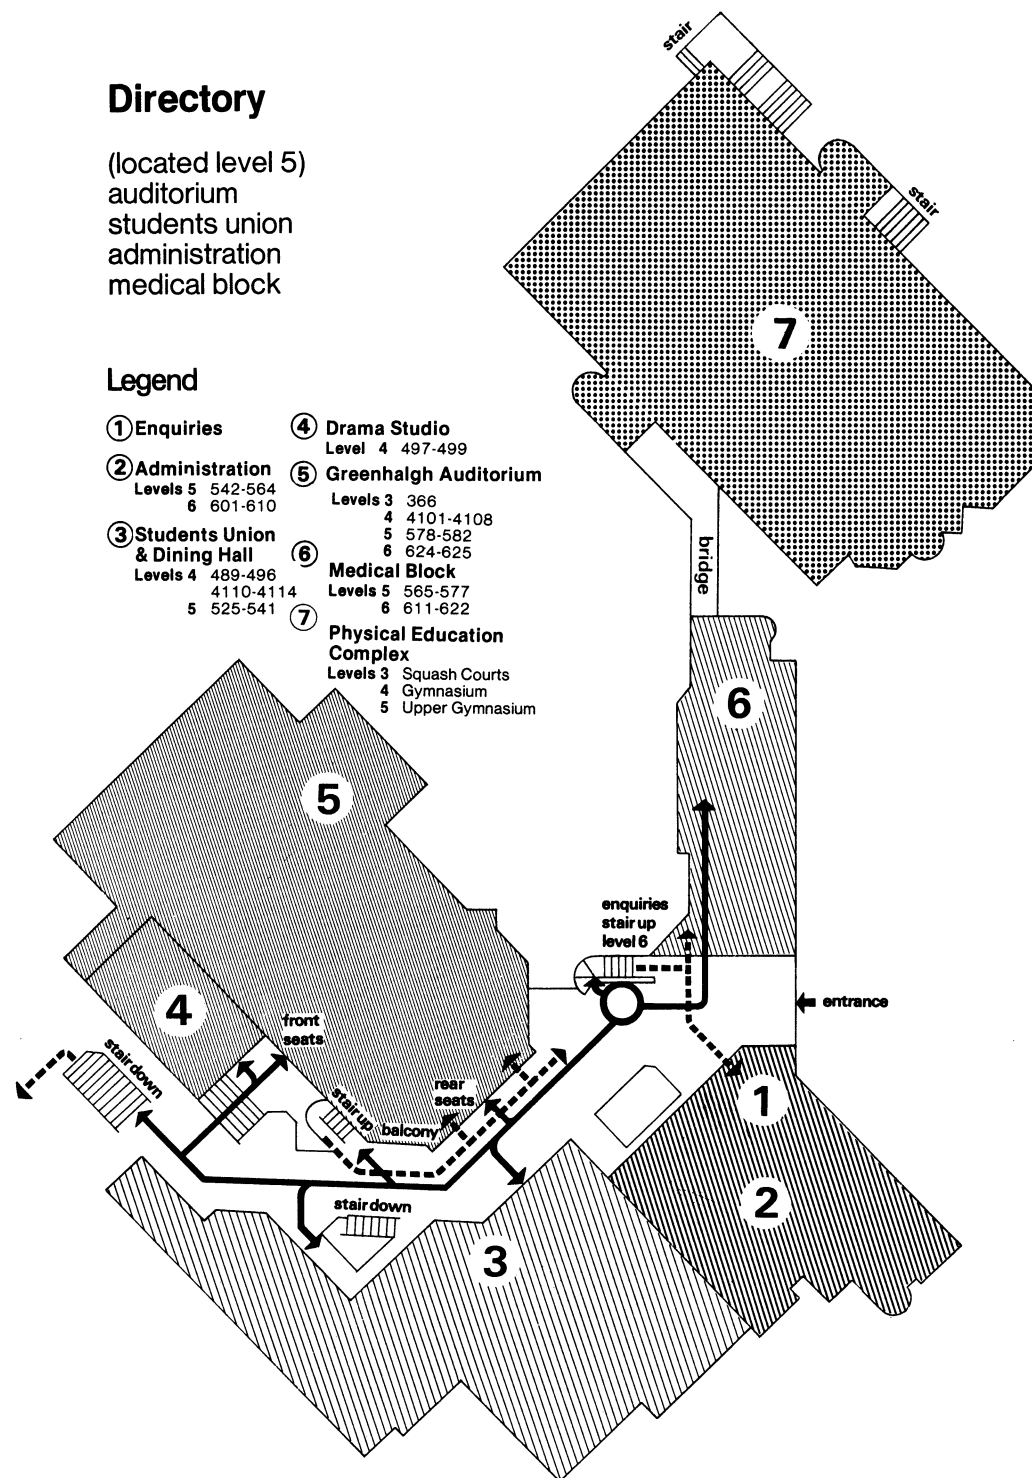 Directory
(located level 5)
auditorium
students union
administration
medical block
Legend
1 Enquiries
2 Administration
Levels 5 542-564
6 601-610
3 Students Union
& Dining Hall
Levels 4 489-496
4110-4114
5 525-541
4 Drama Studio
Level 4 497-499
5 Greenhalgh Auditorium
Levels 3 366
4 4101-4108
5 578-582
6 624-625
6
Medical Block
Levels 5 565-577
6 611-622
7
Physical Education
Complex
Levels 3 Squash Courts
4 Gymnasium
5 Upper Gymnasium
stair
stair
7
bridge
6
5
enquiries
stair up
level 6
entrance
4
front
seats
stair down
stair up
balcony
rear
seats
1
2
stair down
3